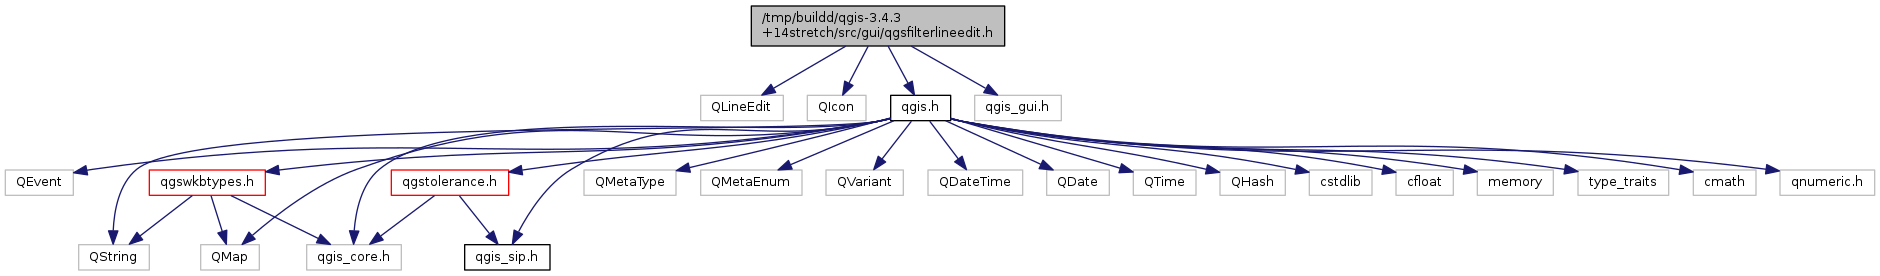 /tmp/buildd/qgis-3.4.3
+14stretch/src/gui/qgsfilterlineedit.h
QLineEdit
QIcon
qgis.h
qgis_gui.h
QEvent
qgswkbtypes.h
qgstolerance.h
QMetaType
QMetaEnum
QVariant
QDateTime
QDate
QTime
QHash
cstdlib
cfloat
memory
type_traits
cmath
qnumeric.h
QString
QMap
qgis_core.h
qgis_sip.h